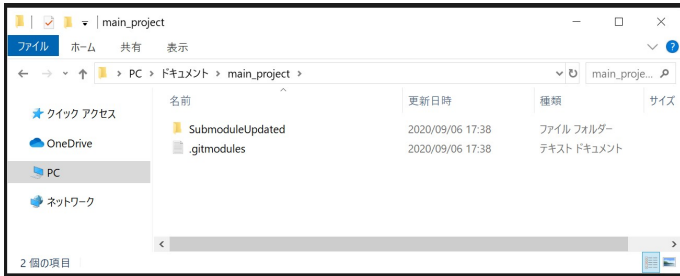 main_project
ファイル ホーム 共有 表示
PC ドキュメント main_project main_proje...
名前 更新日時 種類 サイズ
クイック アクセス
SubmoduleUpdated 2020/09/06 17:38 ファイル フォルダー
.gitmodules 2020/09/06 17:38 テキスト ドキュメント
OneDrive
PC
ネットワーク
2 個の項目